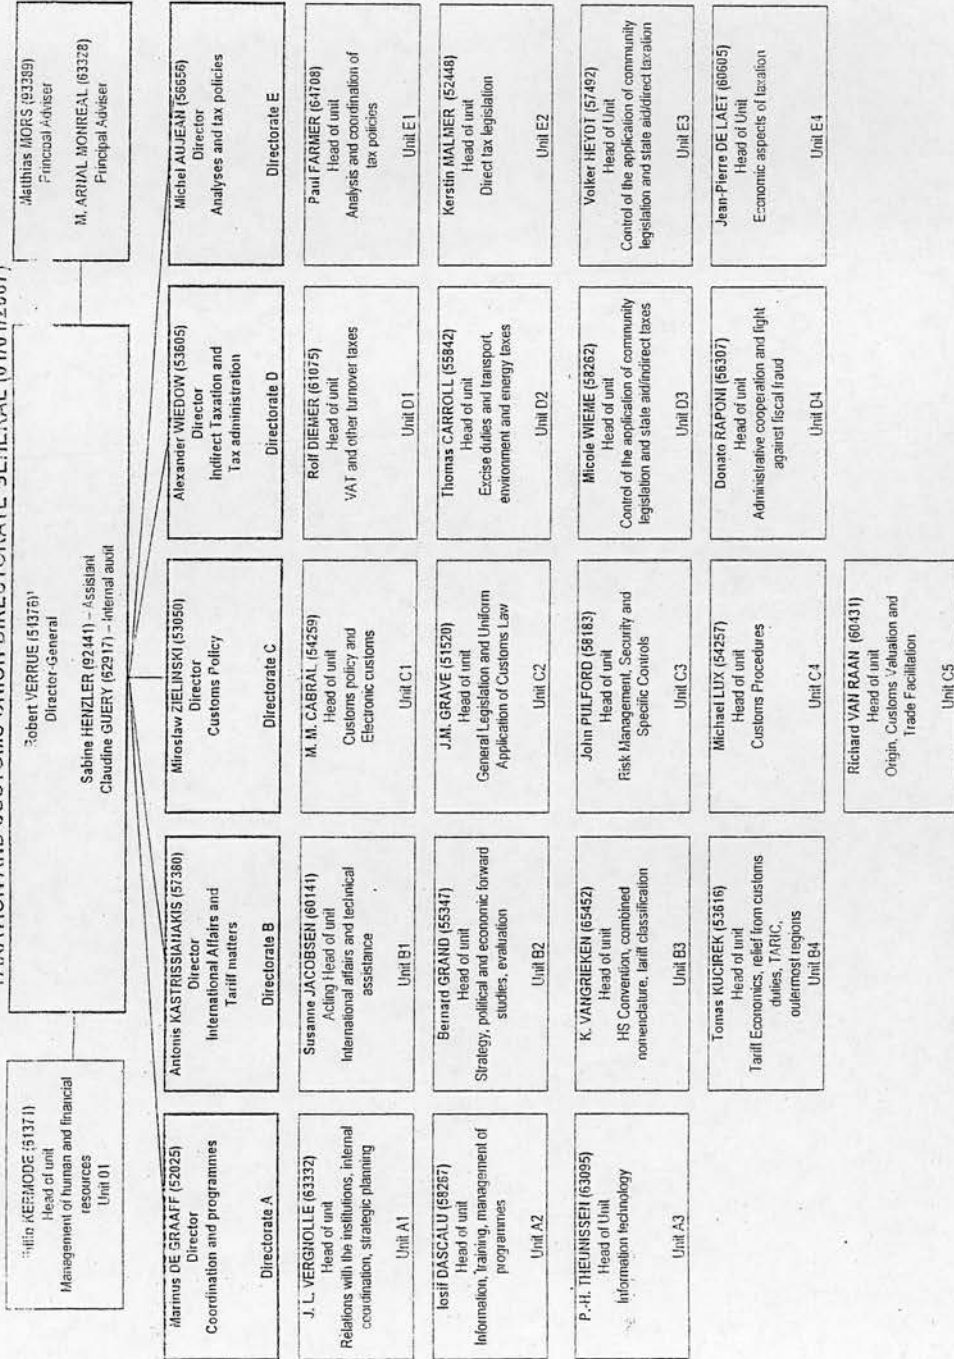 TAXATION AND CUSTOMS UNION DIRECTORATE GENERAL
KERMODE (61371)
Head of unit
Management of human and financial
resources
Unit 01
Robert VERRUE (51376)
Director-General
Sabine HENZLER (92141) – Assistant
Claudine GUERY (62917) – Internal audit
Matthias MORS (93389)
Principal Adviser
M. ARNAL MONREAL (63328)
Principal Adviser
Marinus DE GRAAFF (52025)
Director
Coordination and programmes
Directorate A
Antonis KASTRISSIANAKIS (57380)
Director
International Affairs and
Tariff matters
Directorate B
Miroslaw ZIELINSKI (53050)
Director
Customs Policy
Directorate C
Alexander WIEDOW (53605)
Director
Indirect Taxation and
Tax administration
Directorate D
Michel AUJEAN (56656)
Director
Analyses and tax policies
Directorate E
J. L. VERGNOLLE (63332)
Head of unit
Relations with the institutions, internal
coordination, strategic planning
Unit A1
Susanne JACOBSEN (60141)
Acting Head of unit
International affairs and technical
assistance
Unit B1
M. M. CABRAL (54259)
Head of unit
Customs policy and
Electronic customs
Unit C1
Rolf DIEMER (61075)
Head of unit
VAT and other turnover taxes
Unit D1
Paul FARMER (64708)
Head of unit
Analysis and coordination of
tax policies
Unit E1
Iosif DASCALU (58267)
Head of unit
Information, training, management of
programmes
Unit A2
Bernard GRAND (55347)
Head of unit
Strategy, political and economic forward
studies, evaluation
Unit B2
J.M. GRAVE (51520)
Head of unit
General Legislation and Uniform
Application of Customs Law
Unit C2
Thomas CARROLL (55842)
Head of unit
Excise duties and transport,
environment and energy taxes
Unit D2
Kerstin MALMER (52448)
Head of unit
Direct tax legislation
Unit E2
P.-H. THEUNISSEN (63095)
Head of Unit
Information technology
Unit A3
K. VANGRIEKEN (65452)
Head of unit
HS Convention, combined
nomenclature, tariff classification
Unit B3
John PULFORD (58183)
Head of unit
Risk Management, Security and
Specific Controls
Unit C3
Micole WIEME (58262)
Head of unit
Control of the application of community
legislation and state aid/indirect taxes
Unit D3
Volker HEYDT (57492)
Head of Unit
Control of the application of community
legislation and state aid/direct taxation
Unit E3
Tomas KUCIREK (53616)
Head of unit
Tariff Economics, relief from customs
duties, TARIC,
outermost regions
Unit B4
Michael LUX (54257)
Head of unit
Customs Procedures
Unit C4
Donato RAPONI (56307)
Head of unit
Administrative cooperation and fight
against fiscal fraud
Unit D4
Jean-Pierre DE LAET (60605)
Head of Unit
Economic aspects of taxation
Unit E4
Richard VAN RAAN (60431)
Head of unit
Origin, Customs Valuation and
Trade Facilitation
Unit C5